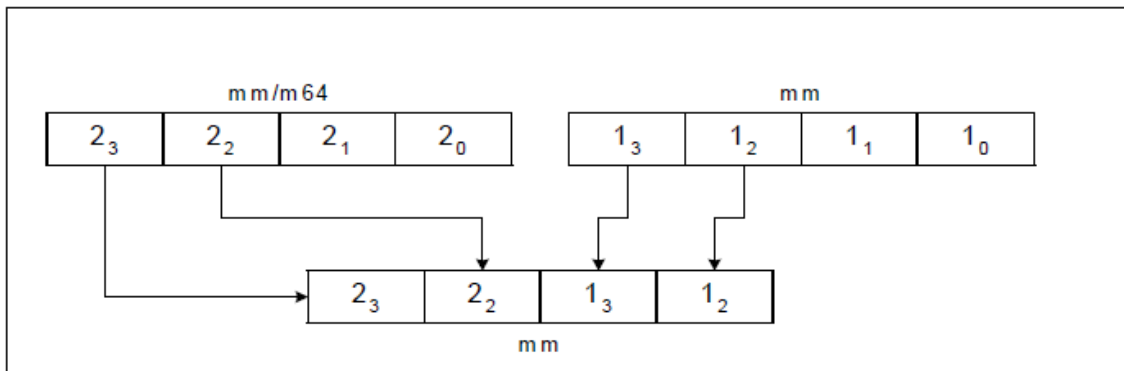 mm/m64 mm
2₃ 2₂ 2₁ 2₀ 1₃ 1₂ 1₁ 1₀
2₃ 2₂ 1₃ 1₂
mm